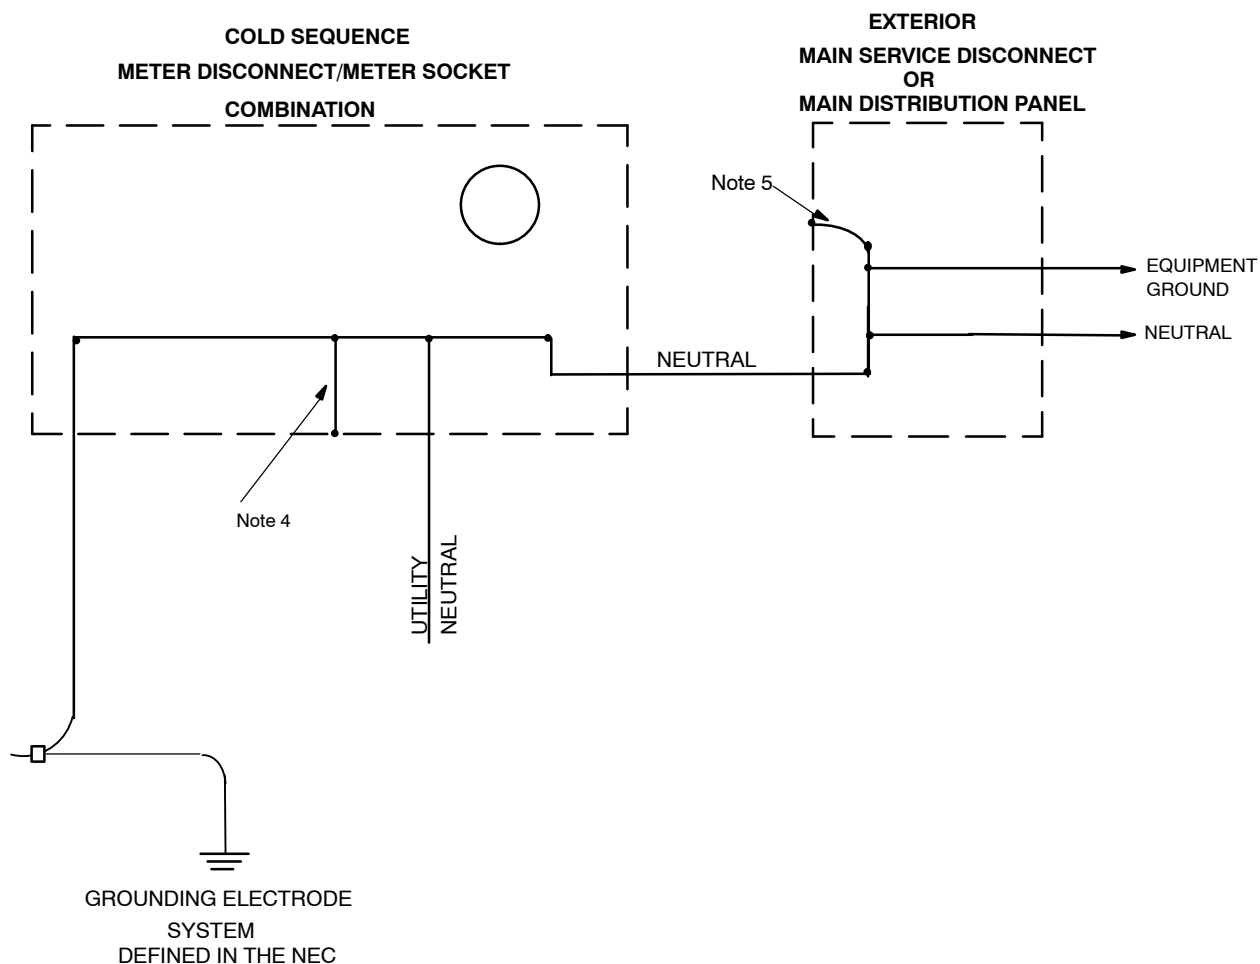 COLD SEQUENCE
METER DISCONNECT/METER SOCKET
COMBINATION
EXTERIOR
MAIN SERVICE DISCONNECT
OR
MAIN DISTRIBUTION PANEL
Note 5
EQUIPMENT
GROUND
NEUTRAL
NEUTRAL
Note 4
UTILITY
NEUTRAL
GROUNDING ELECTRODE
SYSTEM
DEFINED IN THE NEC